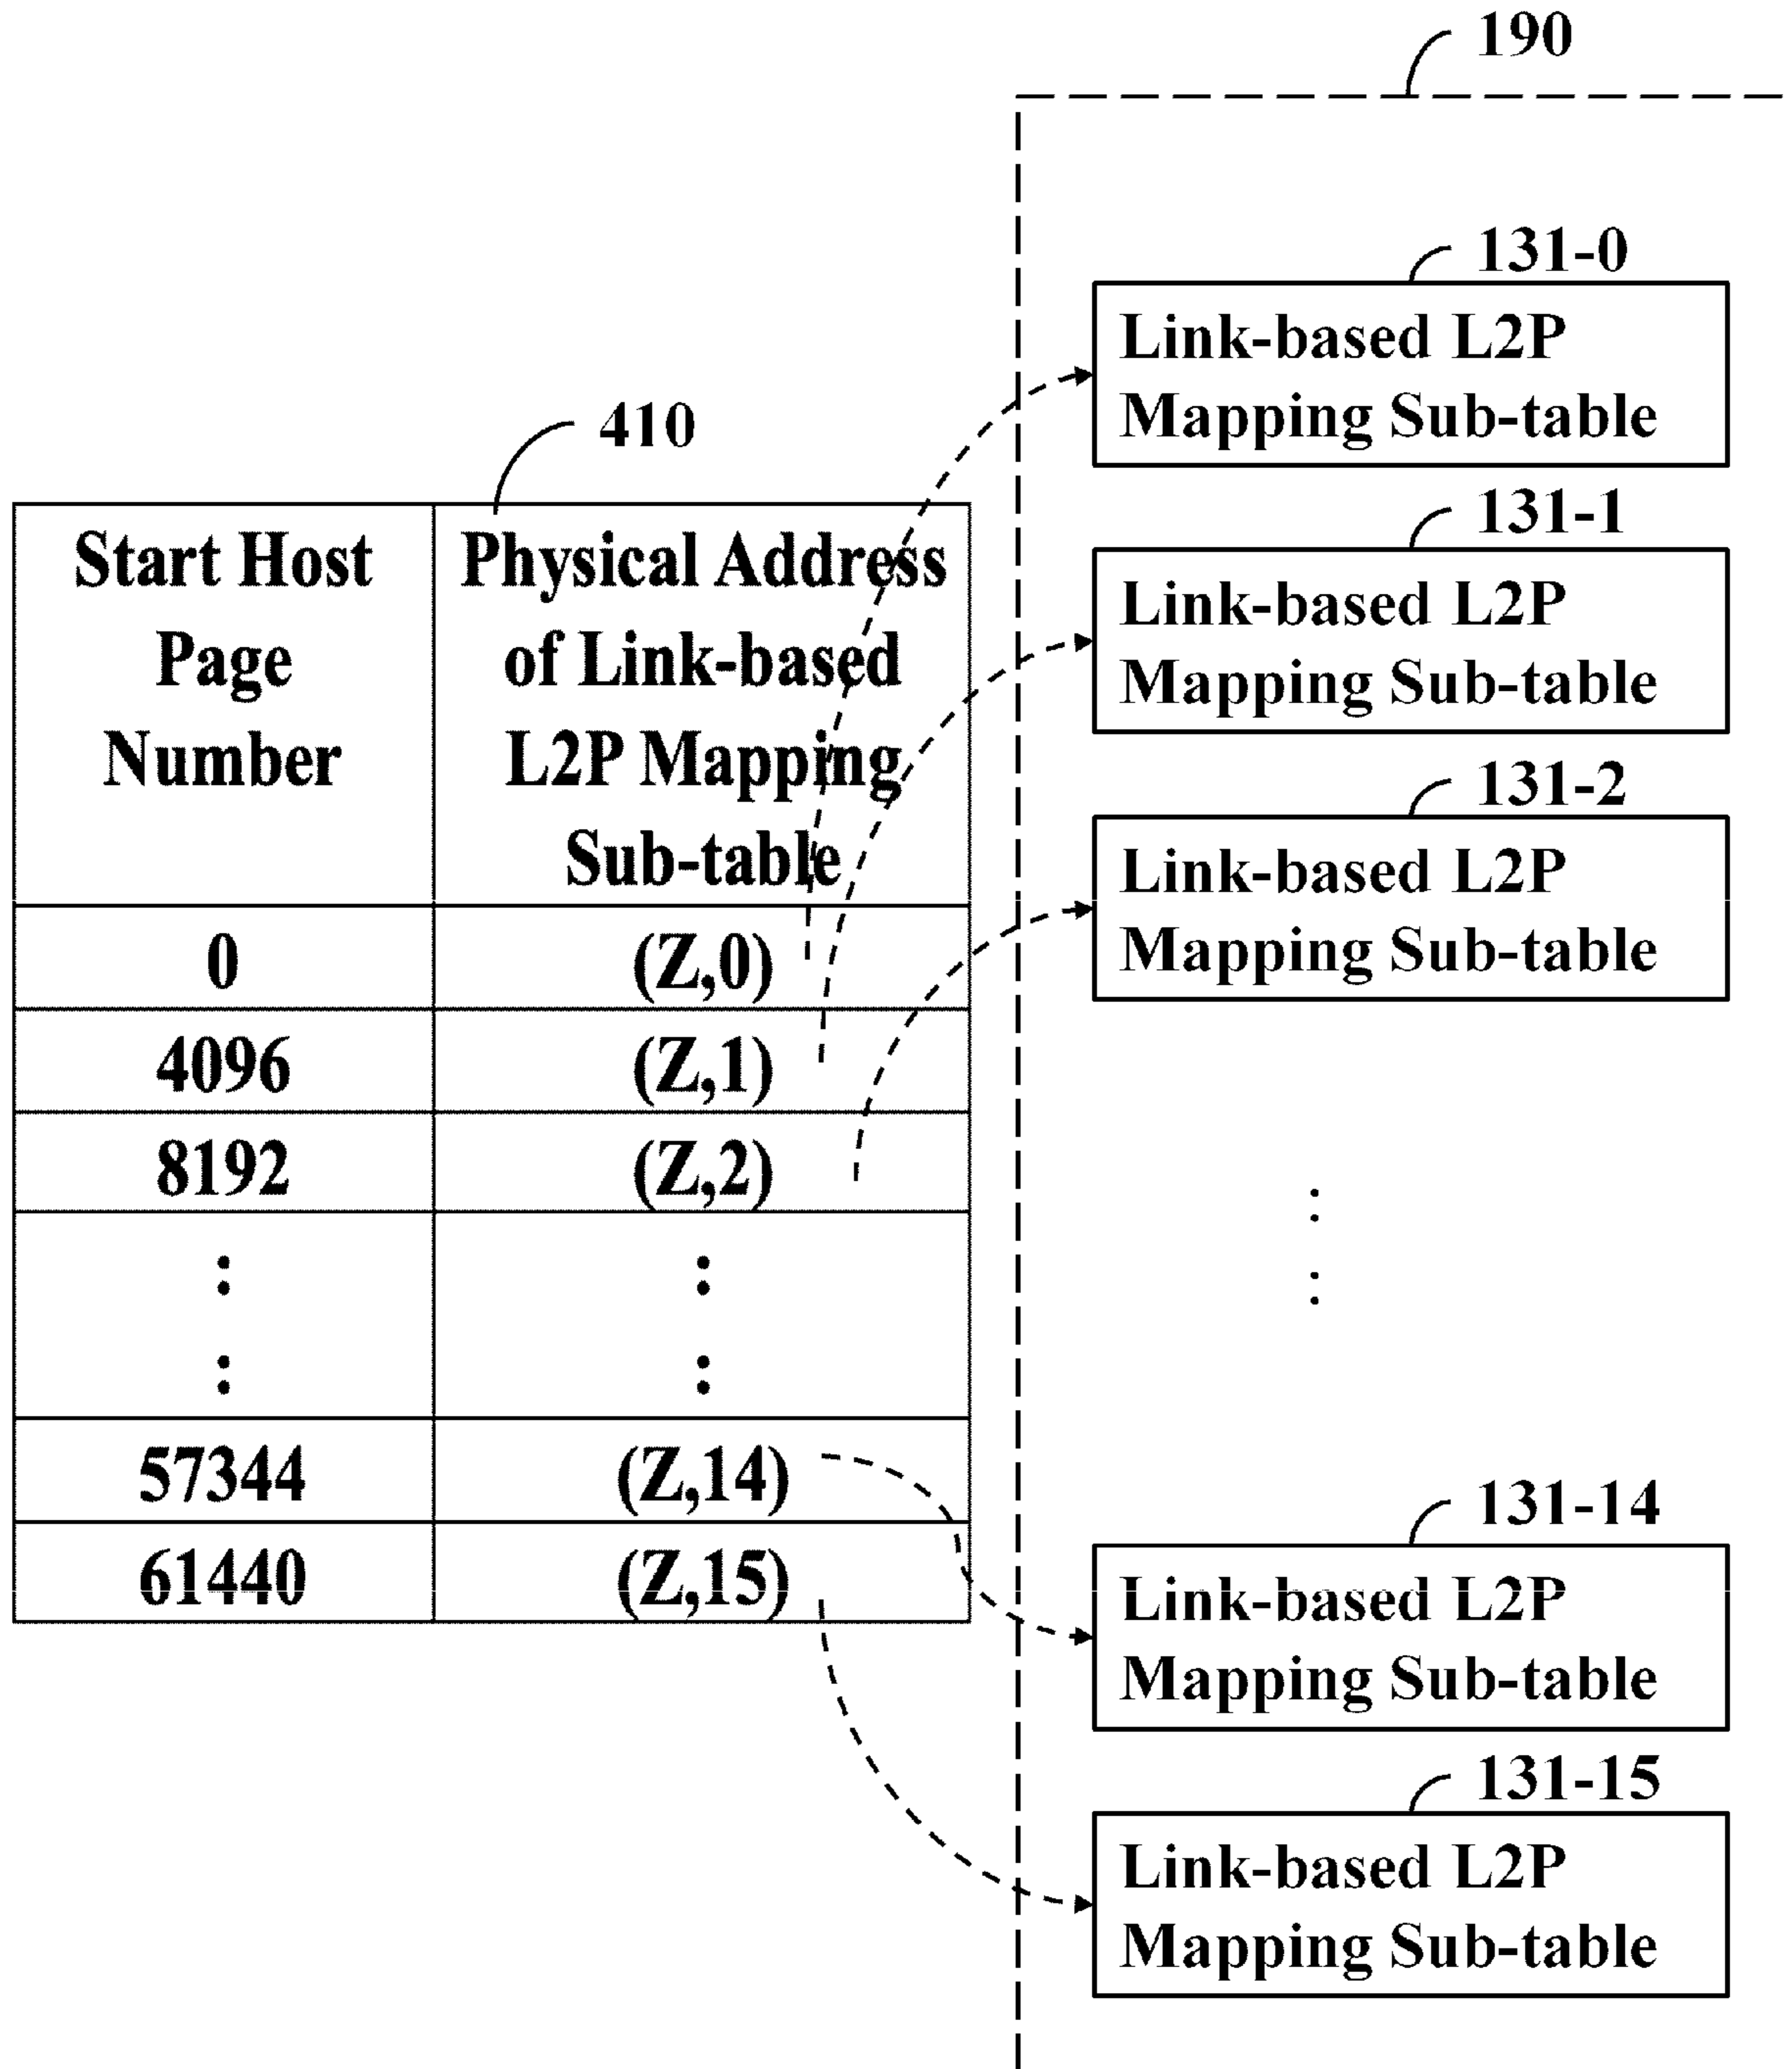 190
131-0
Link-based L2P
Mapping Sub-table
410
131-1
Link-based L2P
Mapping Sub-table
131-2
Link-based L2P
Mapping Sub-table
Start Host
Page
Number
Physical Address
of Link-based
L2P Mapping
Sub-table
0 (Z,0)
4096 (Z,1)
8192 (Z,2)
57344 (Z,14)
61440 (Z,15)
131-14
Link-based L2P
Mapping Sub-table
131-15
Link-based L2P
Mapping Sub-table